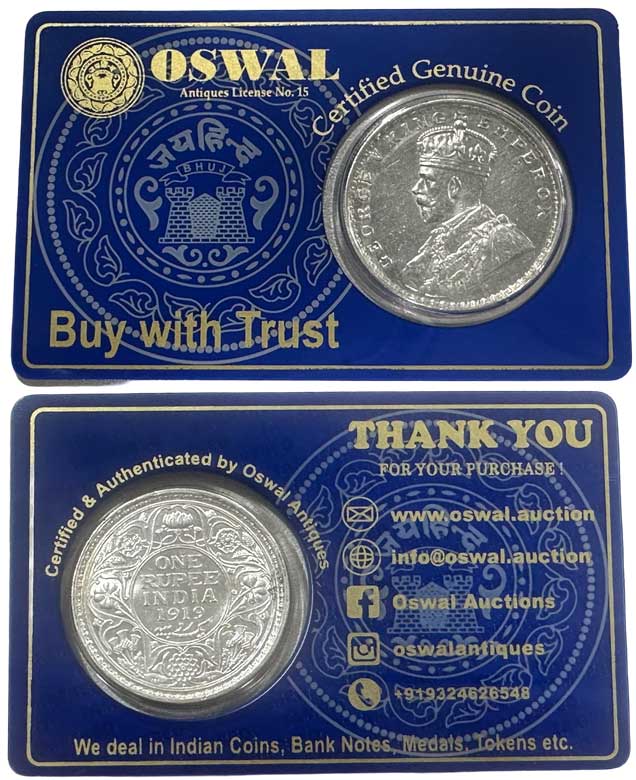 OSWAL
Antiques License No. 15
Certified Genuine Coin
जयहिन्द
BHUJ
GEORGE V KING EMPEROR
Buy with Trust
Certified & Authenticated by Oswal Antiques
ONE
RUPEE
INDIA
1919
THANK YOU
FOR YOUR PURCHASE !
www.oswal.auction
info@oswal.auction
Oswal Auctions
oswalantiques
+919324626548
We deal in Indian Coins, Bank Notes, Medals, Tokens etc.